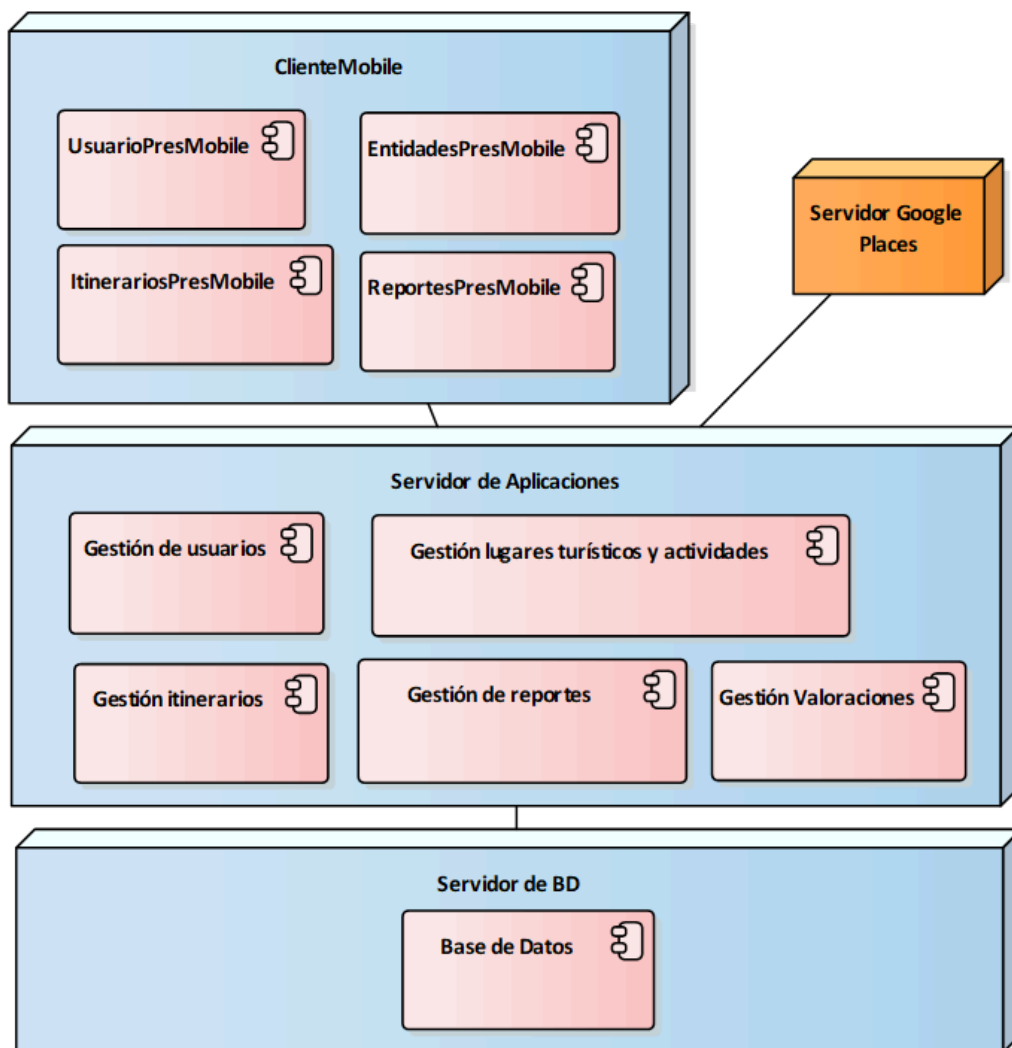 ClienteMobile
UsuarioPresMobile
EntidadesPresMobile
ItinerariosPresMobile
ReportesPresMobile
Servidor Google
Places
Servidor de Aplicaciones
Gestión de usuarios
Gestión lugares turísticos y actividades
Gestión itinerarios
Gestión de reportes
Gestión Valoraciones
Servidor de BD
Base de Datos